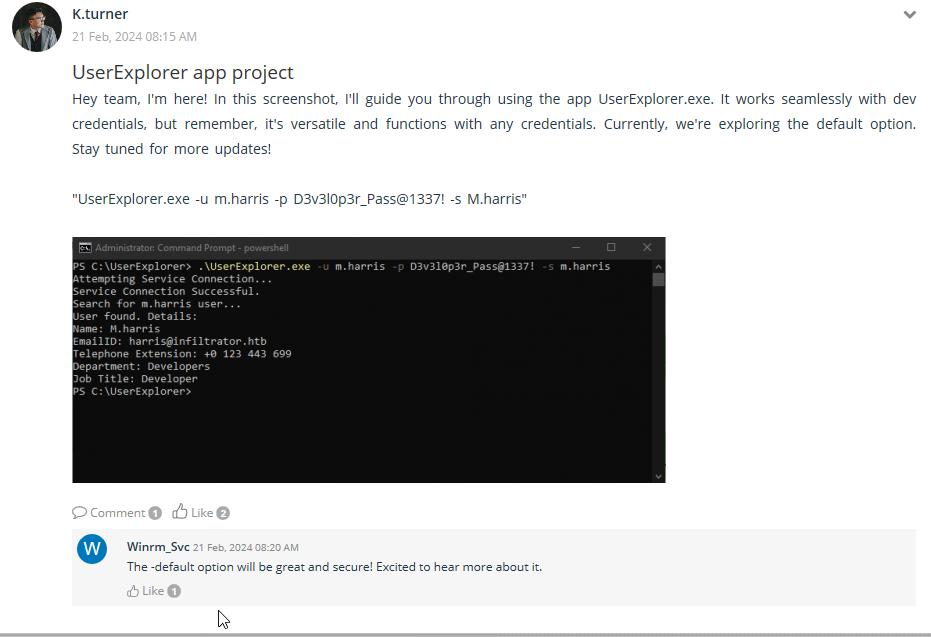 K.turner
21 Feb, 2024 08:15 AM
UserExplorer app project
Hey team, I'm here! In this screenshot, I'll guide you through using the app UserExplorer.exe. It works seamlessly with dev
credentials, but remember, it's versatile and functions with any credentials. Currently, we're exploring the default option.
Stay tuned for more updates!
"UserExplorer.exe -u m.harris -p D3v3l0p3r_Pass@1337! -s M.harris"
Administrator: Command Prompt - powershell
PS C:\UserExplorer> .\UserExplorer.exe -u m.harris -p D3v3l0p3r_Pass@1337! -s m.harris
Attempting Service Connection...
Service Connection Successful.
Search for m.harris user...
User found. Details:
Name: M.harris
EmailID: harris@infiltrator.htb
Telephone Extension: +0 123 443 699
Department: Developers
Job Title: Developer
PS C:\UserExplorer>
Comment 1 Like 2
W
Winrm_Svc 21 Feb, 2024 08:20 AM
The -default option will be great and secure! Excited to hear more about it.
Like 1